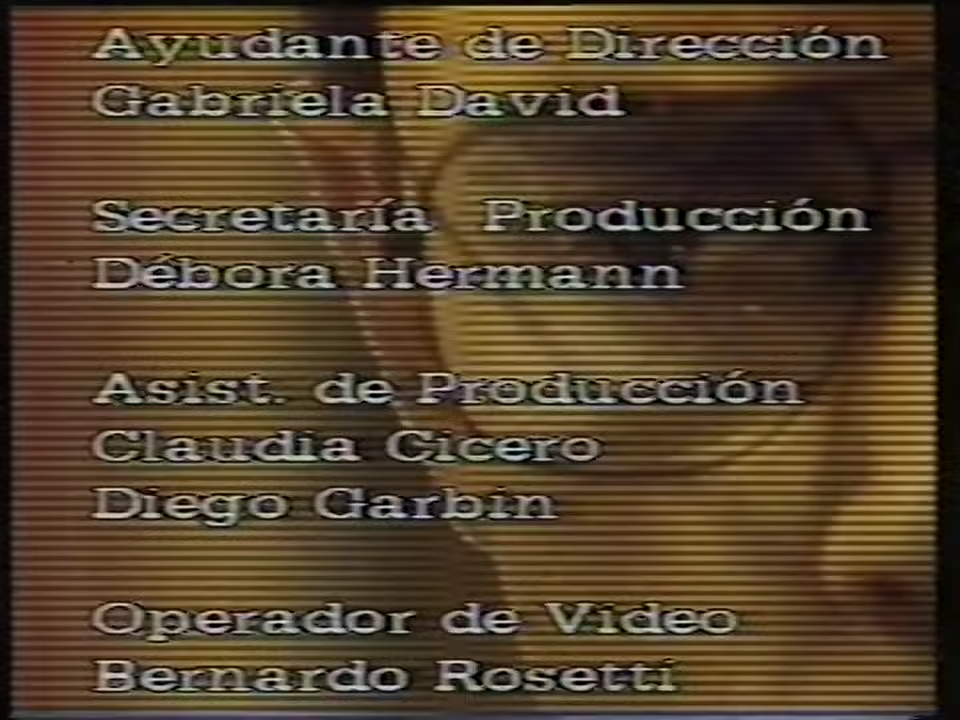 Ayudante de Dirección
Gabriela David
Secretaría Producción
Débora Hermann
Asist. de Producción
Claudia Cicero
Diego Garbin
Operador de Video
Bernardo Rosetti